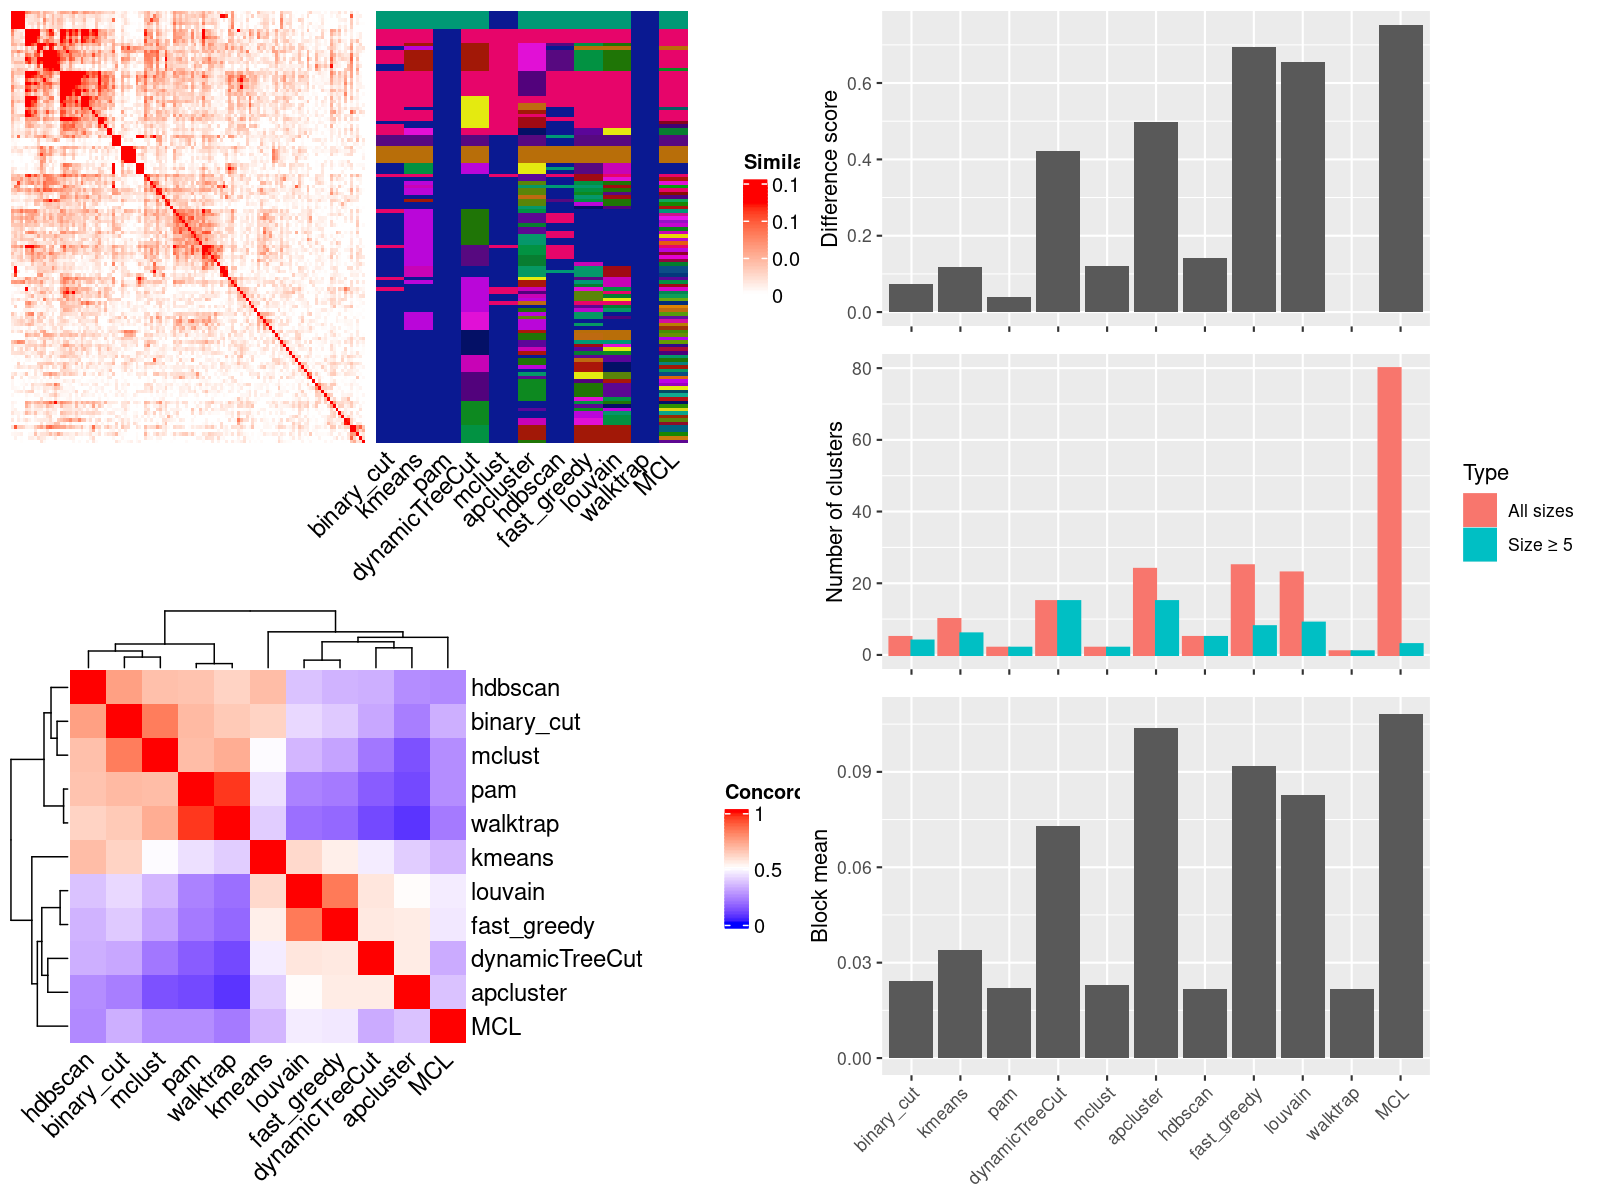 Simila
0.1
0.1
0.0
0
binary_cut
kmeans
pam
dynamicTreeCut
mclust
apcluster
hdbscan
fast_greedy
louvain
walktrap
MCL
hdbscan
binary_cut
mclust
pam
walktrap
kmeans
louvain
fast_greedy
dynamicTreeCut
apcluster
MCL
hdbscan
binary_cut
mclust
pam
walktrap
kmeans
louvain
fast_greedy
dynamicTreeCut
apcluster
MCL
Concord
1
0.5
0
Difference score
0.6
0.4
0.2
0.0
Number of clusters
80
60
40
20
0
Type
All sizes
Size ≥ 5
Block mean
0.09
0.06
0.03
0.00
binary_cut
kmeans
pam
dynamicTreeCut
mclust
apcluster
hdbscan
fast_greedy
louvain
walktrap
MCL